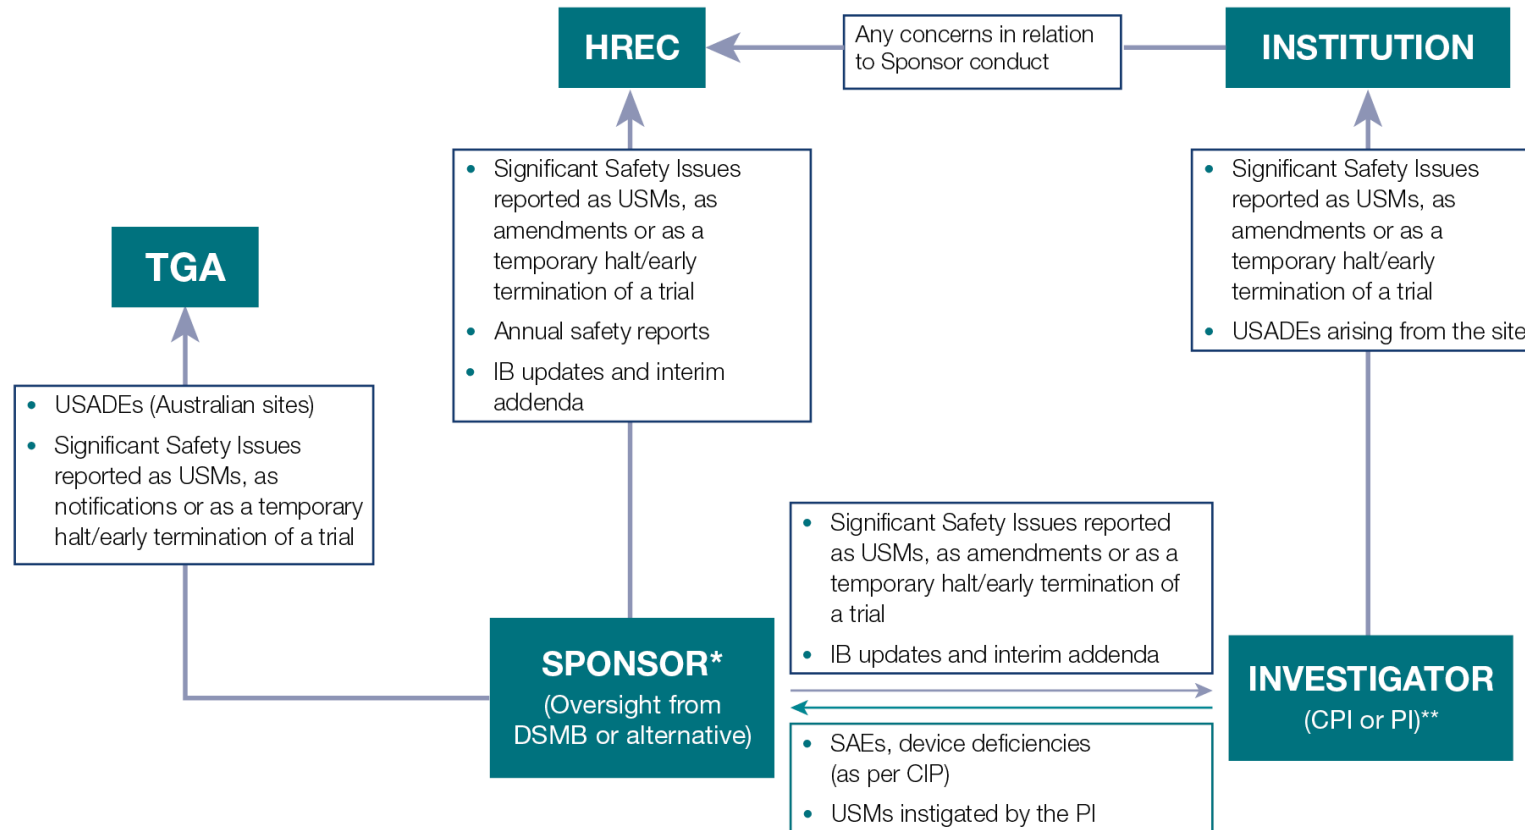 HREC
Any concerns in relation
to Sponsor conduct
INSTITUTION
• Significant Safety Issues
reported as USMs, as
amendments or as a
temporary halt/early
termination of a trial
• Annual safety reports
• IB updates and interim
addenda
• Significant Safety Issues
reported as USMs, as
amendments or as a
temporary halt/early
termination of a trial
• USADEs arising from the site
TGA
• USADEs (Australian sites)
• Significant Safety Issues
reported as USMs, as
notifications or as a temporary
halt/early termination of a trial
• Significant Safety Issues reported
as USMs, as amendments or as a
temporary halt/early termination of
a trial
• IB updates and interim addenda
SPONSOR*
(Oversight from
DSMB or alternative)
INVESTIGATOR
(CPI or PI)**
• SAEs, device deficiencies
(as per CIP)
• USMs instigated by the PI